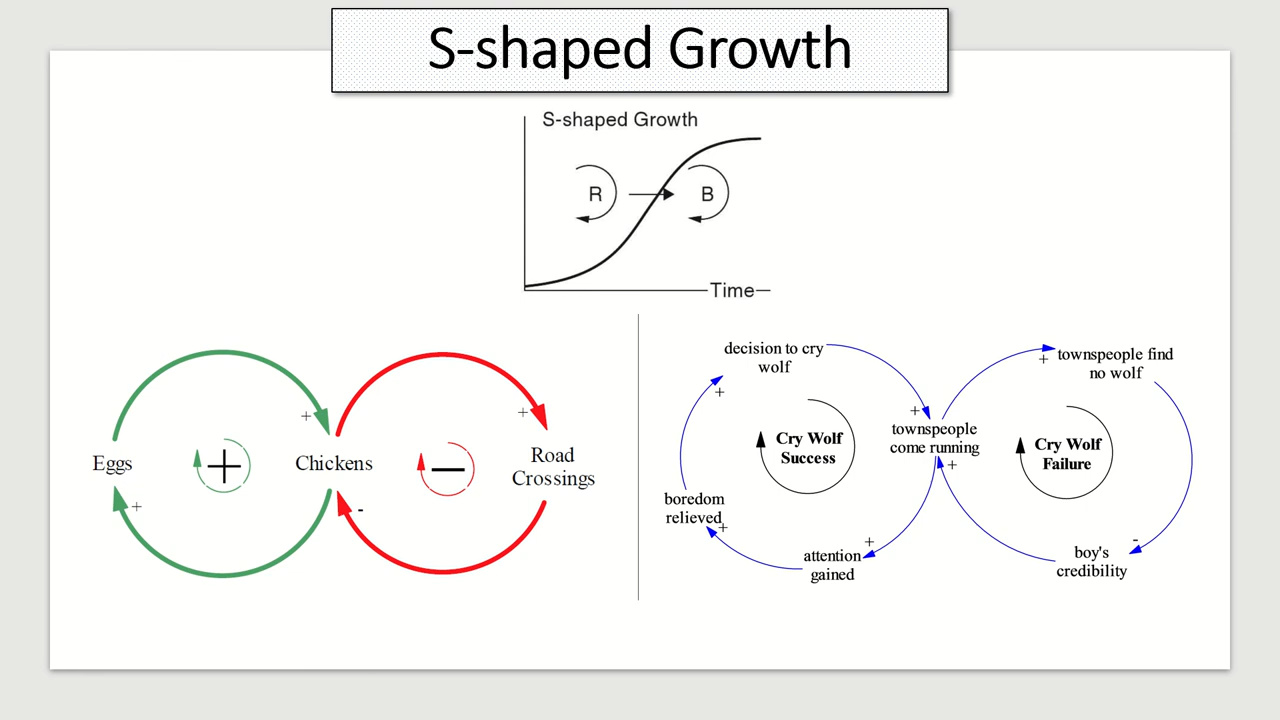 S-shaped Growth
S-shaped Growth
R
B
Time
+
+
Eggs
+
Chickens
−
Road
Crossings
+
-
decision to cry
wolf
+
+
townspeople
come running
Cry Wolf
Success
boredom
relieved
+
attention
gained
+
+
townspeople find
no wolf
Cry Wolf
Failure
+
-
boy's
credibility